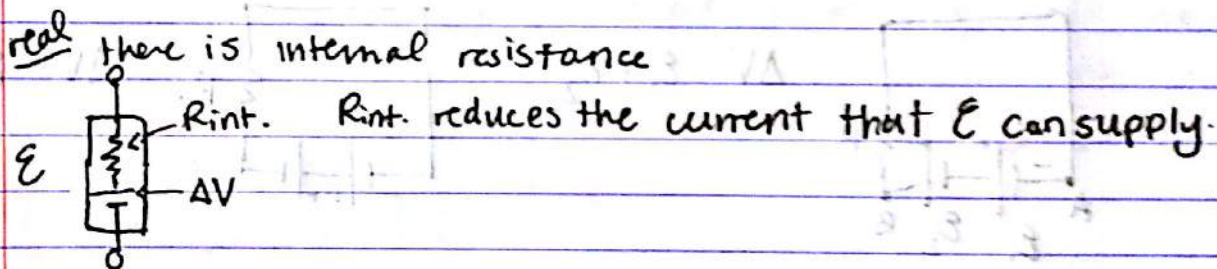 real there is internal resistance
Rint. Rint. reduces the current that ε can supply.
ε
ΔV